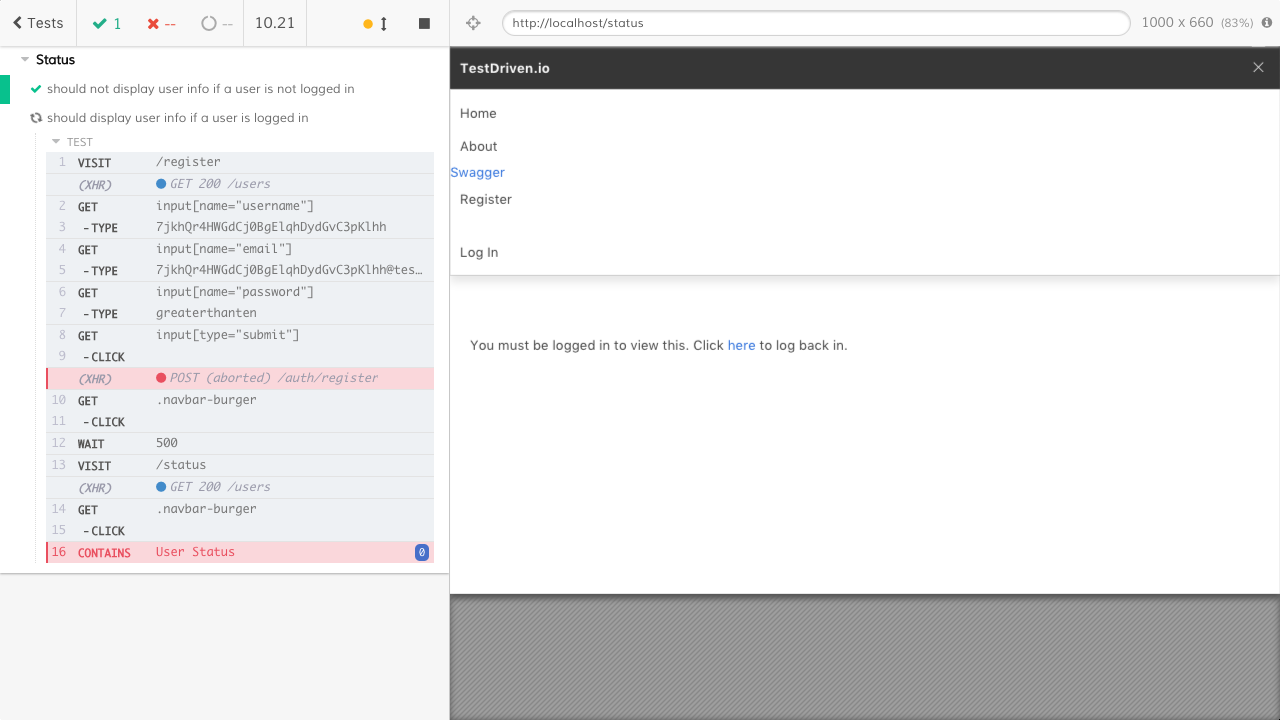 Tests
1
--
--
10.21
http://localhost/status
1000 x 660 (83%)
Status
should not display user info if a user is not logged in
should display user info if a user is logged in
TEST
1 VISIT /register
(XHR) GET 200 /users
2 GET input[name="username"]
3 -TYPE 7jkhQr4HWGdCj0BgElqhDydGvC3pKlhh
4 GET input[name="email"]
5 -TYPE 7jkhQr4HWGdCj0BgElqhDydGvC3pKlhh@tes…
6 GET input[name="password"]
7 -TYPE greaterthanten
8 GET input[type="submit"]
9 -CLICK
(XHR) POST (aborted) /auth/register
10 GET .navbar-burger
11 -CLICK
12 WAIT 500
13 VISIT /status
(XHR) GET 200 /users
14 GET .navbar-burger
15 -CLICK
16 CONTAINS User Status 0
TestDriven.io
Home
About
Swagger
Register
Log In
You must be logged in to view this. Click here to log back in.